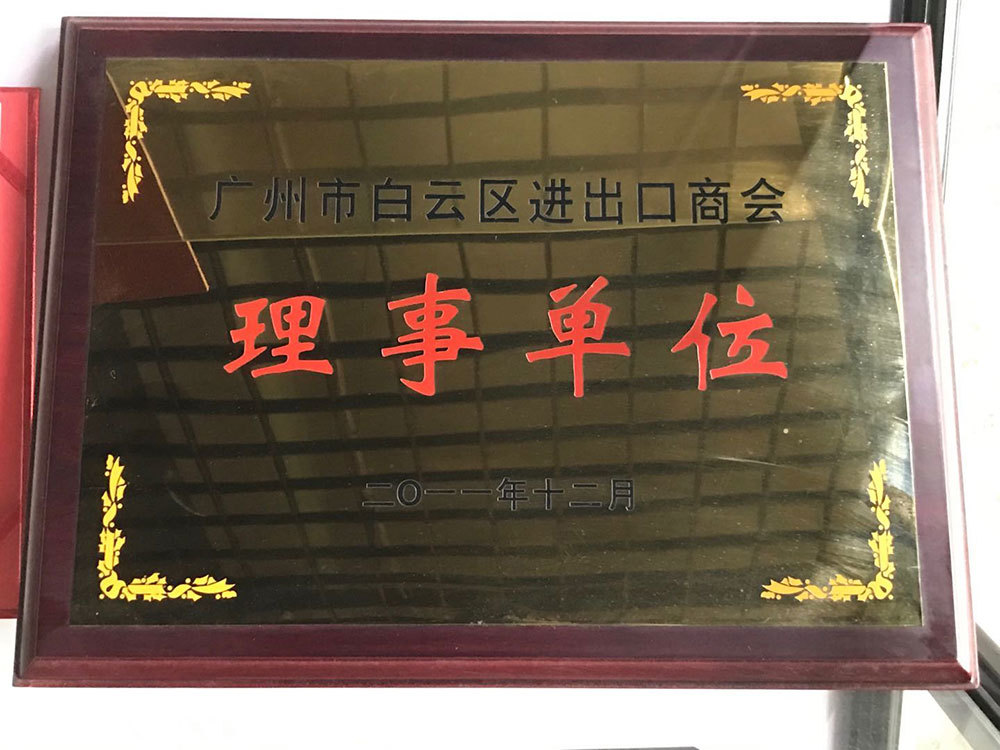 广州市白云区进出口商会
理事单位
二O一一年十二月